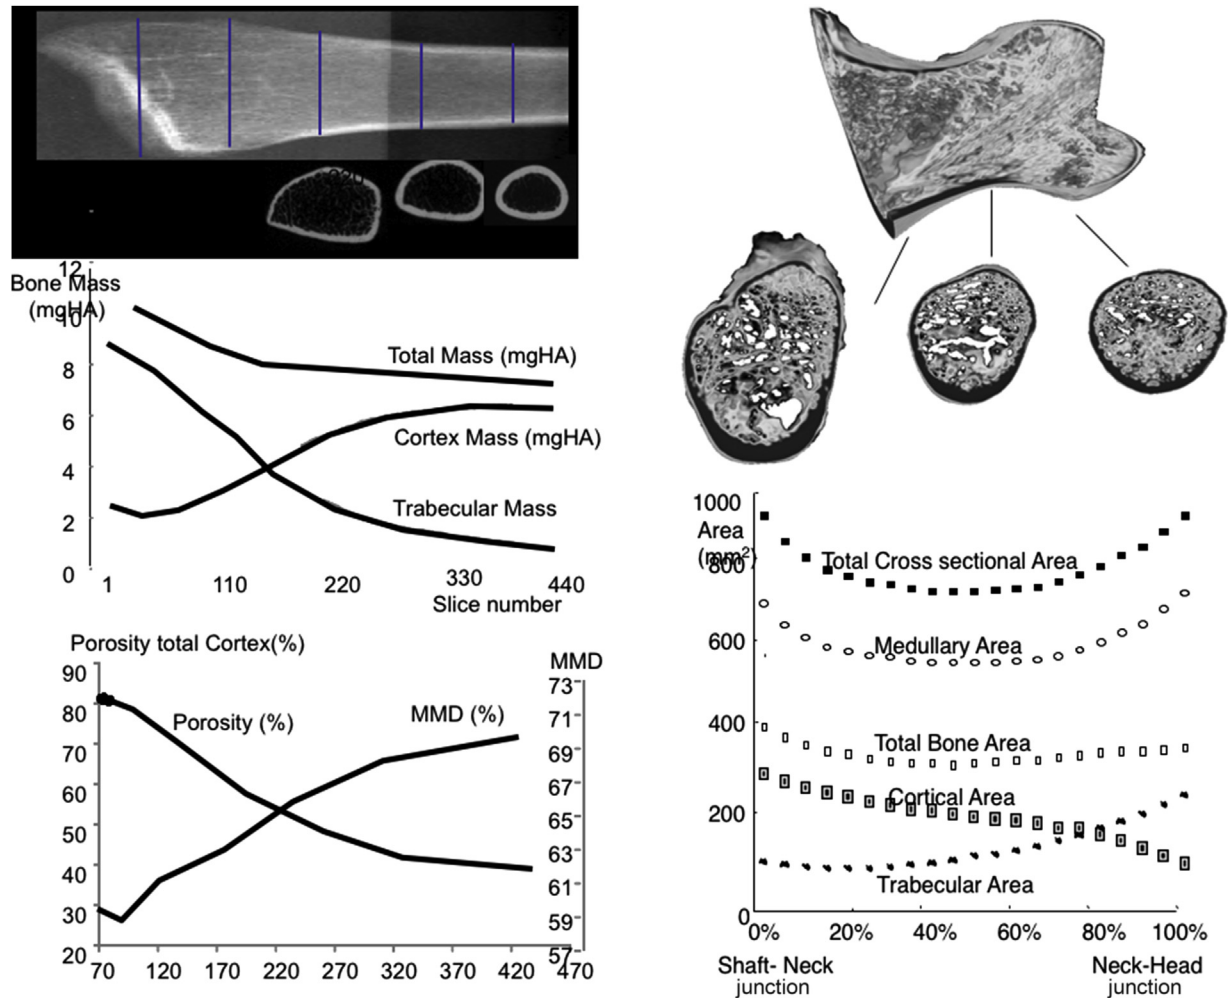 220
12
Bone Mass
(mgHA)
10
8
6
4
2
0
Total Mass (mgHA)
Cortex Mass (mgHA)
Trabecular Mass
1 110 220 330 440
Slice number
Porosity total Cortex(%)
90
80
70
60
50
40
30
20
Porosity (%)
MMD (%)
MMD
73
71
69
67
65
63
61
59
57
70 120 170 220 270 320 370 420 470
1000
Area
(mm²)
800
600
400
200
0
Total Cross sectional Area
Medullary Area
Total Bone Area
Cortical Area
Trabecular Area
0% 20% 40% 60% 80% 100%
Shaft- Neck
junction
Neck-Head
junction